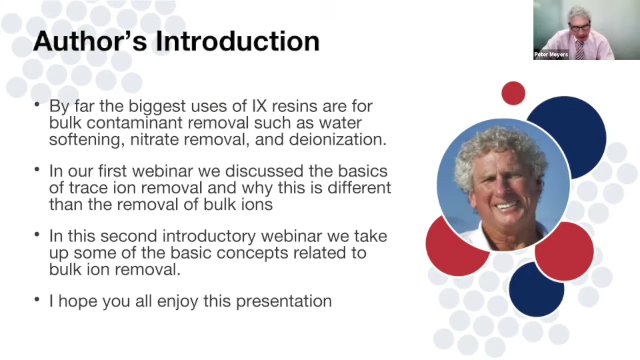 Author's Introduction
Peter Meyers
• By far the biggest uses of IX resins are for
bulk contaminant removal such as water
softening, nitrate removal, and deionization.
• In our first webinar we discussed the basics
of trace ion removal and why this is different
than the removal of bulk ions
• In this second introductory webinar we take
up some of the basic concepts related to
bulk ion removal.
• I hope you all enjoy this presentation